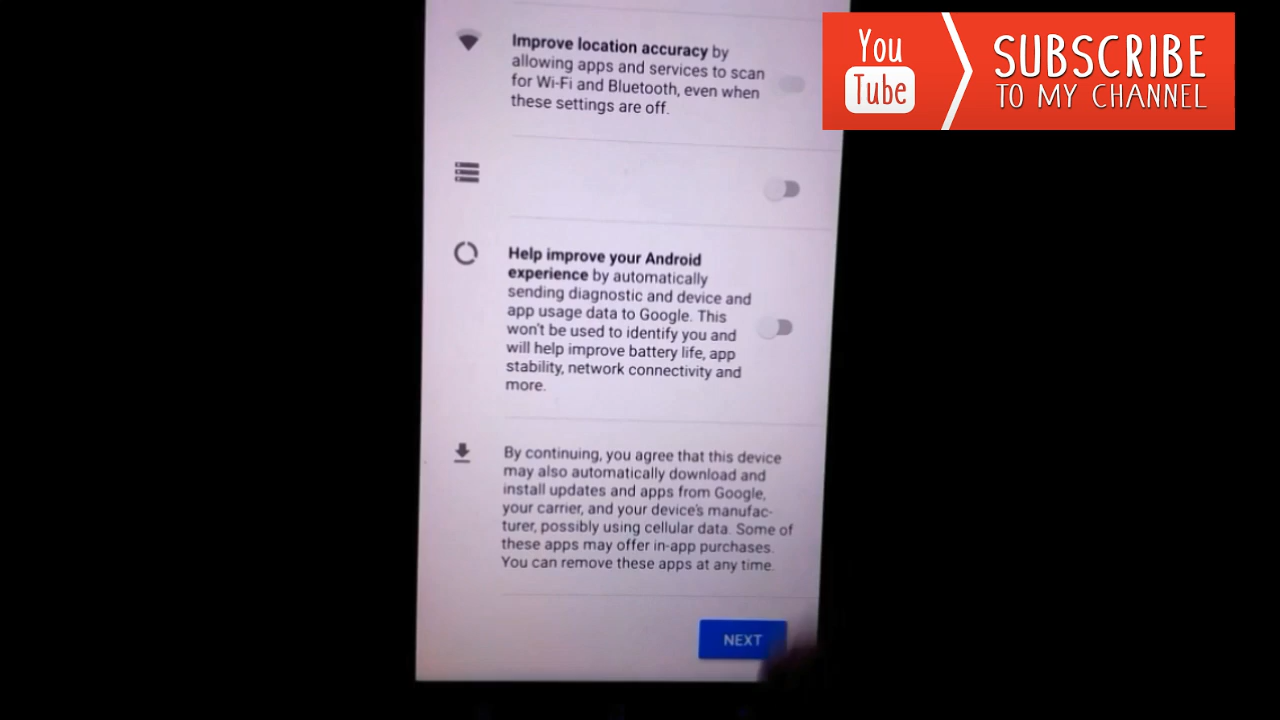 You
Tube
SUBSCRIBE
TO MY CHANNEL
Improve location accuracy by
allowing apps and services to scan
for Wi-Fi and Bluetooth, even when
these settings are off.
Help improve your Android
experience by automatically
sending diagnostic and device and
app usage data to Google. This
won't be used to identify you and
will help improve battery life, app
stability, network connectivity and
more.
By continuing, you agree that this device
may also automatically download and
install updates and apps from Google,
your carrier, and your device's manufac-
turer, possibly using cellular data. Some of
these apps may offer in-app purchases.
You can remove these apps at any time.
NEXT